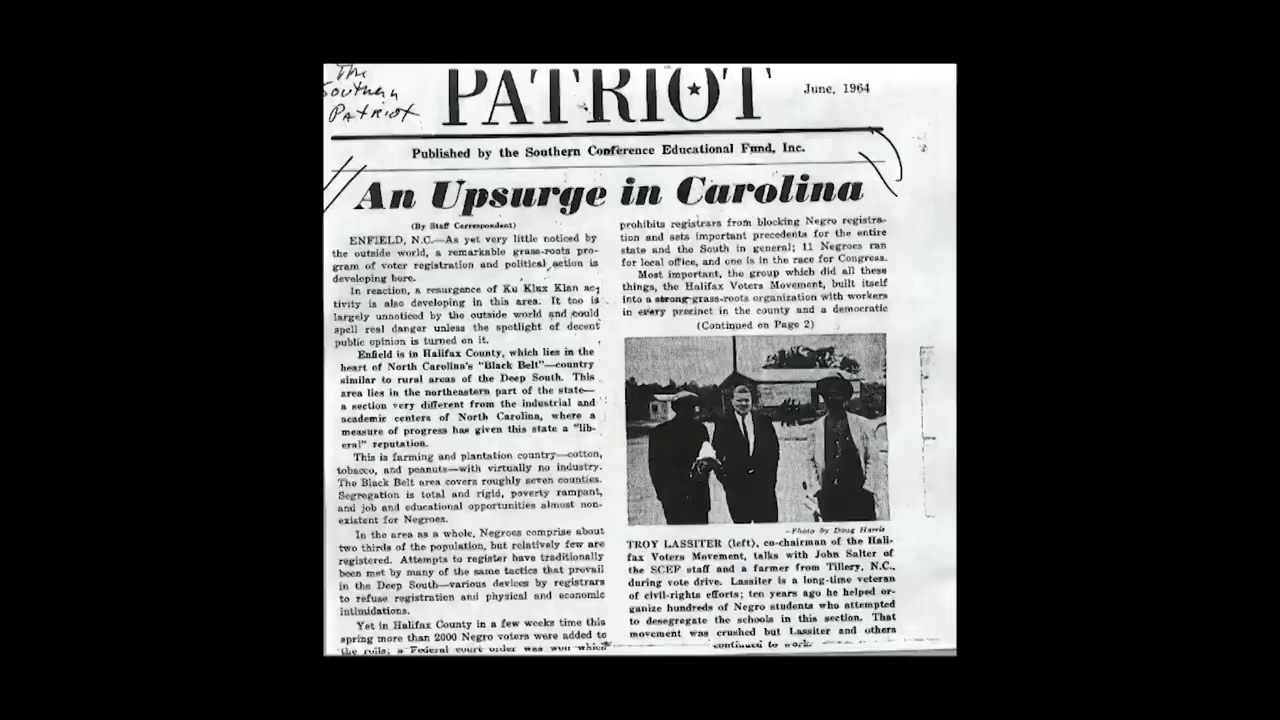 The
Southern
Patriot
PATRIOT
June, 1964
Published by the Southern Conference Educational Fund, Inc.
An Upsurge in Carolina
(By Staff Correspondent)
ENFIELD, N.C.—As yet very little noticed by
the outside world, a remarkable grass-roots pro-
gram of voter registration and political action is
developing here.
In reaction, a resurgence of Ku Klux Klan ac-
tivity is also developing in this area. It too is
largely unnoticed by the outside world and could
spell real danger unless the spotlight of decent
public opinion is turned on it.
Enfield is in Halifax County, which lies in the
heart of North Carolina's "Black Belt"—country
similar to rural areas of the Deep South. This
area lies in the northeastern part of the state—
a section very different from the industrial and
academic centers of North Carolina, where a
measure of progress has given this state a "lib-
eral" reputation.
This is farming and plantation country—cotton,
tobacco, and peanuts—with virtually no industry.
The Black Belt area covers roughly seven counties.
Segregation is total and rigid, poverty rampant,
and job and educational opportunities almost non-
existent for Negroes.
In the area as a whole, Negroes comprise about
two thirds of the population, but relatively few are
registered. Attempts to register have traditionally
been met by many of the same tactics that prevail
in the Deep South—various devices by registrars
to refuse registration and physical and economic
intimidations.
Yet in Halifax County in a few weeks time this
spring more than 2000 Negro voters were added to
the rolls; a Federal court order was won which
prohibits registrars from blocking Negro registra-
tion and sets important precedents for the entire
state and the South in general; 11 Negroes ran
for local office, and one is in the race for Congress.
Most important, the group which did all these
things, the Halifax Voters Movement, built itself
into a strong grass-roots organization with workers
in every precinct in the county and a democratic
(Continued on Page 2)
—Photo by Doug Harris
TROY LASSITER (left), co-chairman of the Hali-
fax Voters Movement, talks with John Salter of
the SCEF staff and a farmer from Tillery, N.C.,
during vote drive. Lassiter is a long-time veteran
of civil-rights efforts; ten years ago he helped or-
ganize hundreds of Negro students who attempted
to desegregate the schools in this section. That
movement was crushed but Lassiter and others
continued to work.